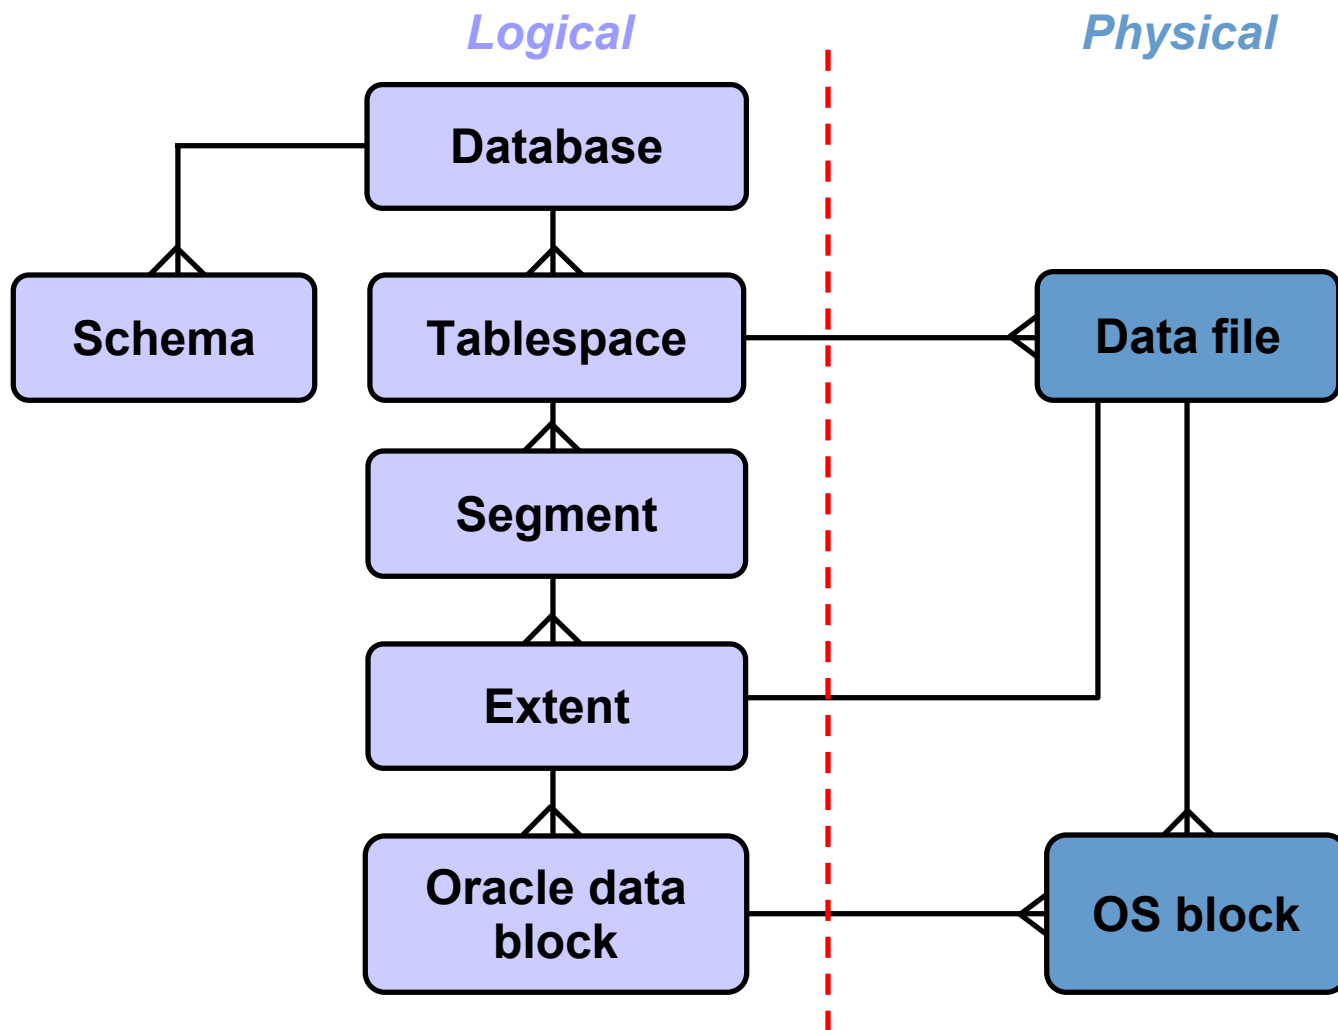 Logical
Physical
Database
Schema
Tablespace
Data file
Segment
Extent
Oracle data
block
OS block